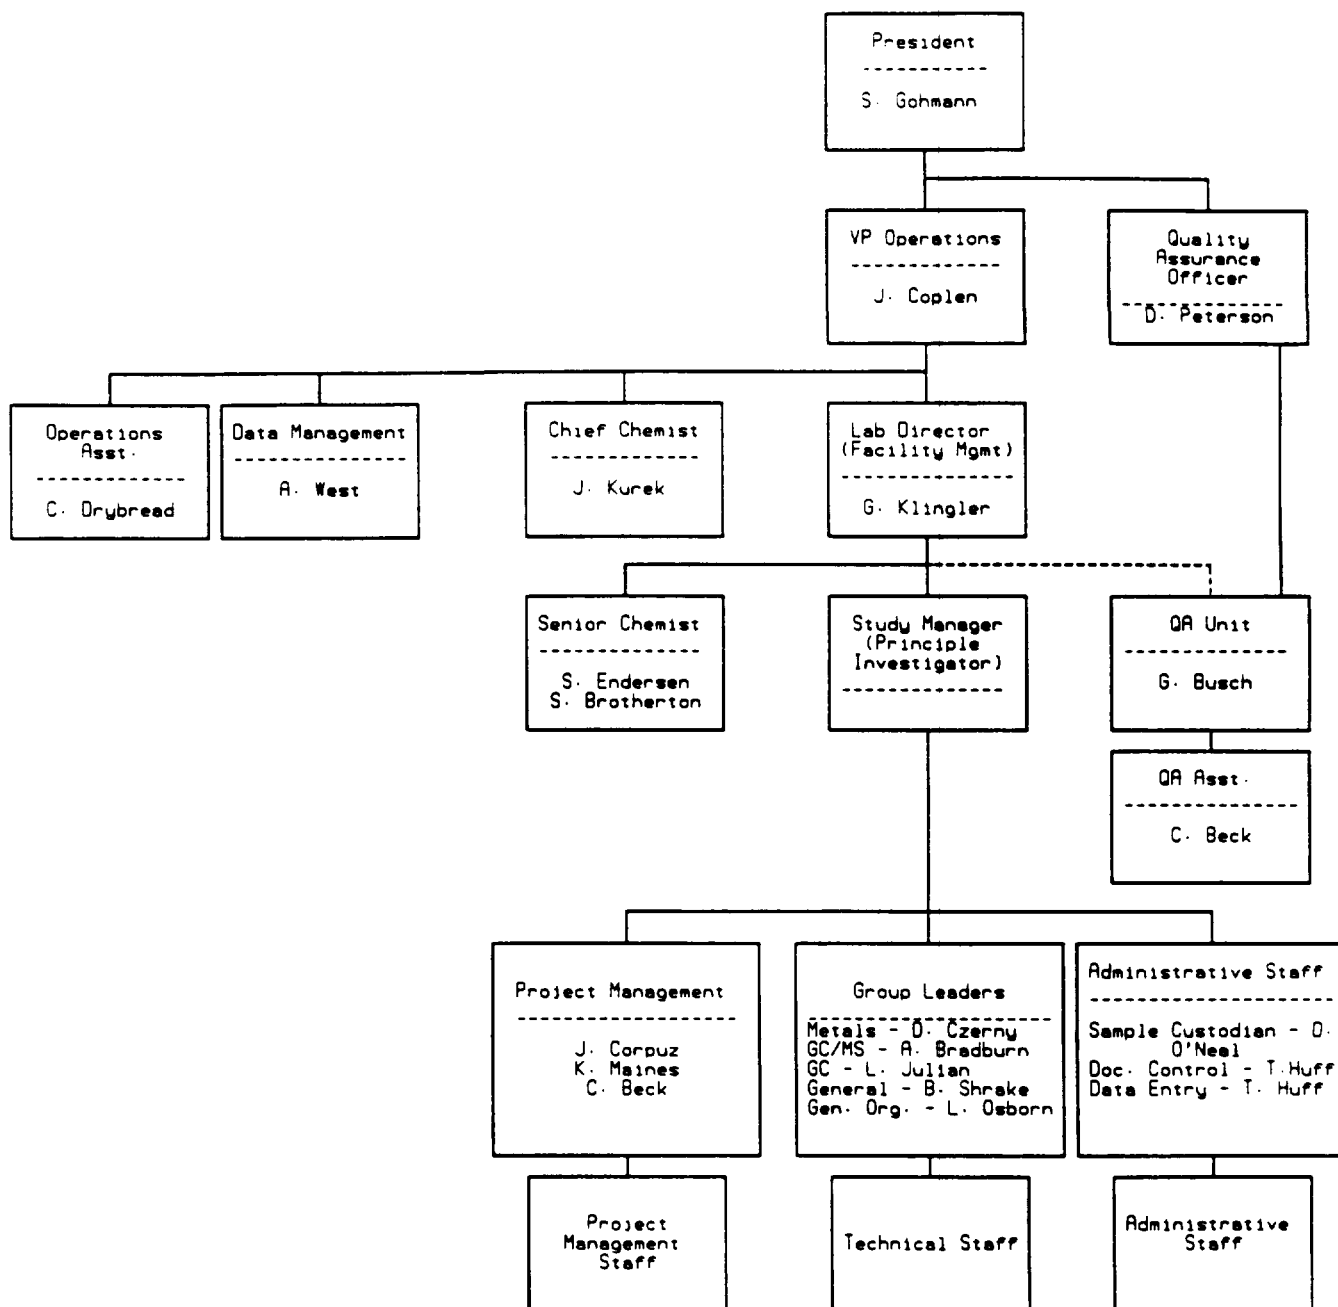 President
S. Gohmann
VP Operations
J. Coplen
Quality
Assurance
Officer
D. Peterson
Operations
Asst.
C. Drybread
Data Management
A. West
Chief Chemist
J. Kurek
Lab Director
(Facility Mgmt)
G. Klingler
Senior Chemist
S. Endersen
S. Brotherton
Study Manager
(Principle
Investigator)
QA Unit
G. Busch
QA Asst.
C. Beck
Project Management
J. Corpuz
K. Maines
C. Beck
Group Leaders
Metals - D. Czerny
GC/MS - A. Bradburn
GC - L. Julian
General - B. Shrake
Gen. Org. - L. Osborn
Administrative Staff
Sample Custodian - D.
O'Neal
Doc. Control - T.Huff
Data Entry - T. Huff
Project
Management
Staff
Technical Staff
Administrative
Staff